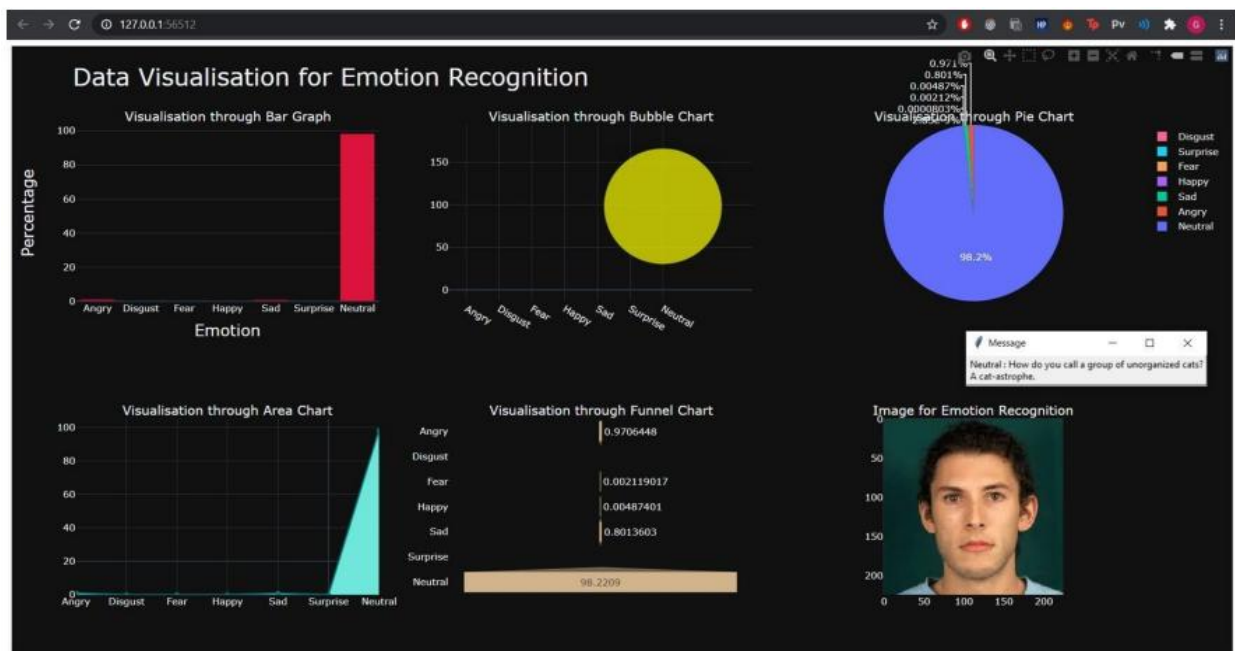 127.0.0.1:56512
HP
Tp
Pv
G
Data Visualisation for Emotion Recognition
Visualisation through Bar Graph
100
80
60
40
20
0
Percentage
Angry Disgust Fear Happy Sad Surprise Neutral
Emotion
Visualisation through Bubble Chart
150
100
50
0
Angry Disgust Fear Happy Sad Surprise Neutral
0.971%
0.801%
0.00487%
0.00212%
0.0000803%
Visualisation through Pie Chart
98.2%
Disgust
Surprise
Fear
Happy
Sad
Angry
Neutral
Message
Neutral : How do you call a group of unorganized cats?
A cat-astrophe.
Visualisation through Area Chart
100
80
60
40
20
0
Angry Disgust Fear Happy Sad Surprise Neutral
Visualisation through Funnel Chart
Angry 0.9706448
Disgust
Fear 0.002119017
Happy 0.00487401
Sad 0.8013603
Surprise
Neutral 98.2209
Image for Emotion Recognition
0
50
100
150
200
0 50 100 150 200